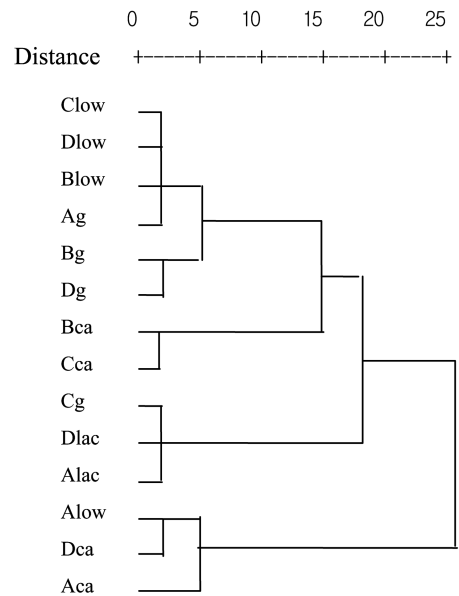 0 5 10 15 20 25
Distance
Clow
Dlow
Blow
Ag
Bg
Dg
Bca
Cca
Cg
Dlac
Alac
Alow
Dca
Aca